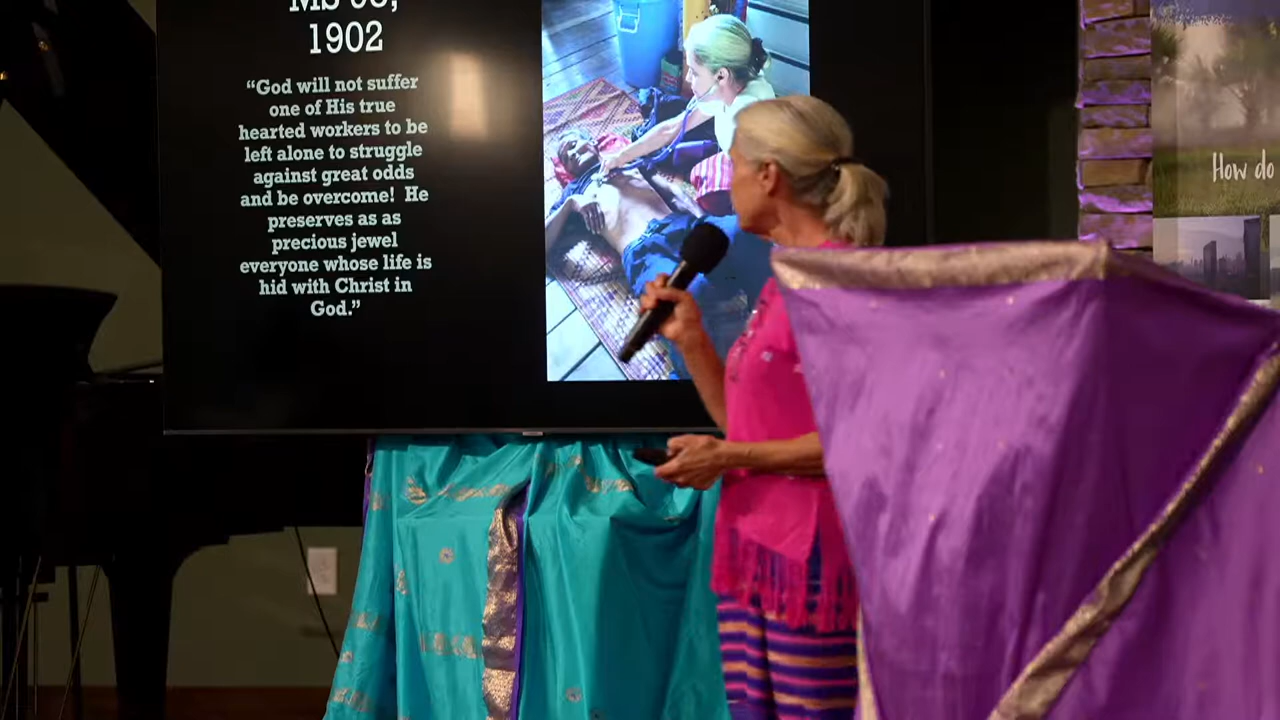 1902
“God will not suffer
one of His true
hearted workers to be
left alone to struggle
against great odds
and be overcome!  He
preserves as as
precious jewel
everyone whose life is
hid with Christ in
God.”
How do